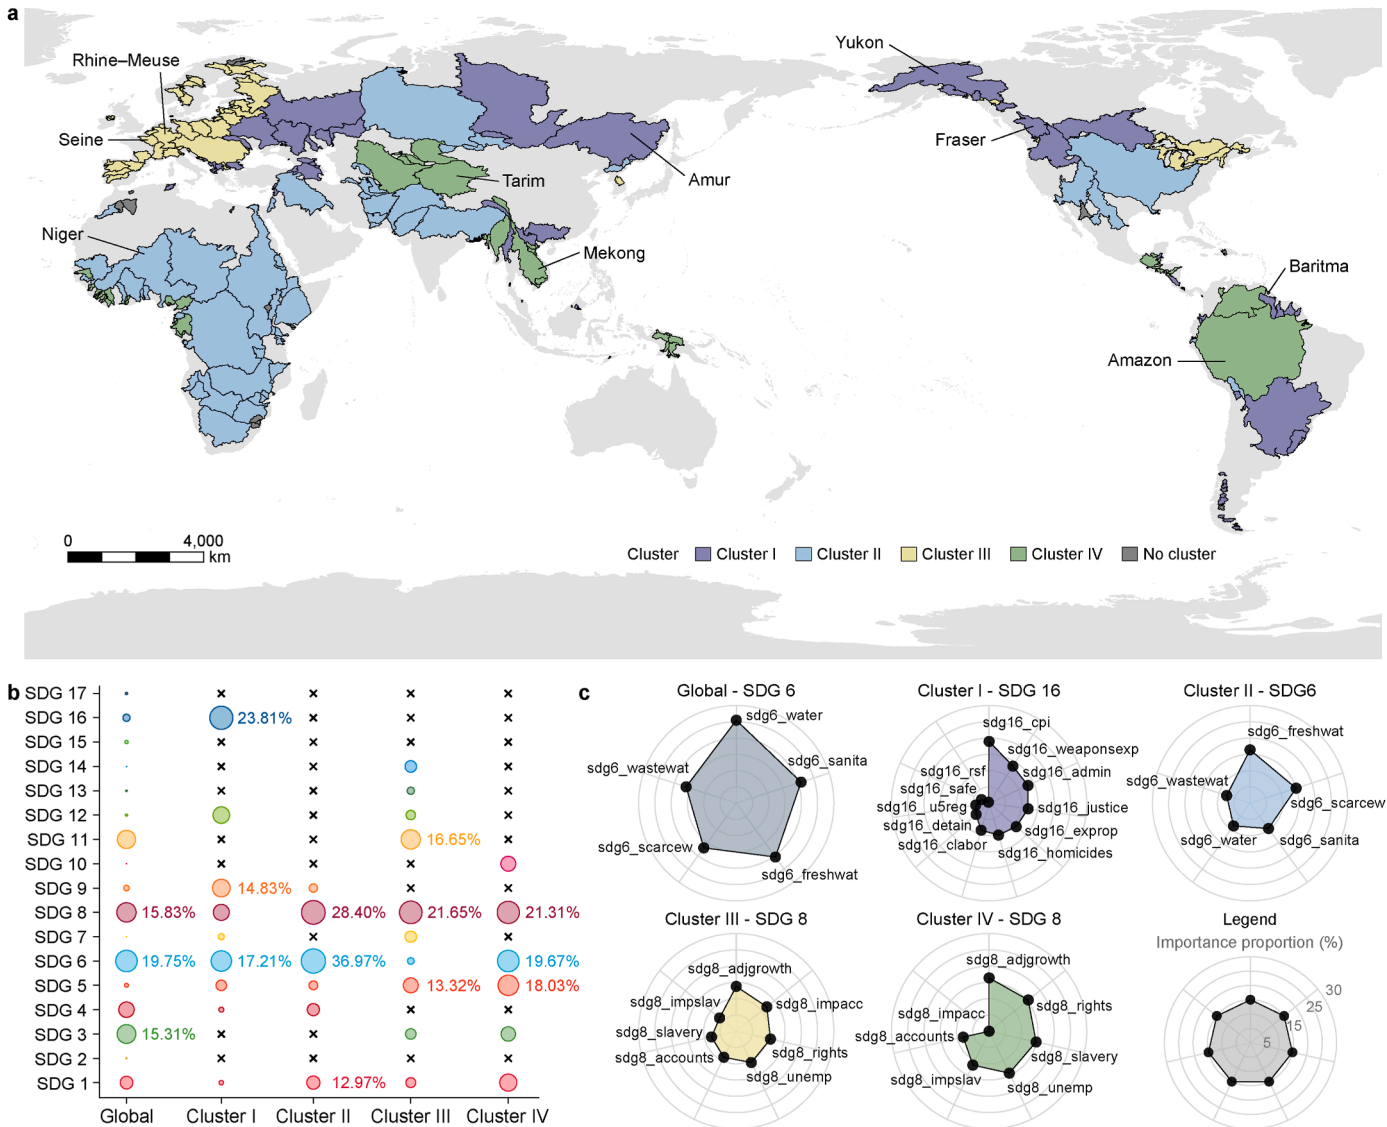 a
Rhine–Meuse
Seine
Niger
Tarim
Amur
Mekong
Yukon
Fraser
Baritma
Amazon
0 4,000
km
Cluster Cluster I Cluster II Cluster III Cluster IV No cluster
b
SDG 17
SDG 16 23.81%
SDG 15
SDG 14
SDG 13
SDG 12
SDG 11 16.65%
SDG 10
SDG 9 14.83%
SDG 8 15.83% 28.40% 21.65% 21.31%
SDG 7
SDG 6 19.75% 17.21% 36.97% 19.67%
SDG 5 13.32% 18.03%
SDG 4
SDG 3 15.31%
SDG 2
SDG 1 12.97%
Global Cluster I Cluster II Cluster III Cluster IV
c
Global - SDG 6
sdg6_water
sdg6_sanita
sdg6_wastewat
sdg6_scarcew
sdg6_freshwat
Cluster I - SDG 16
sdg16_cpi
sdg16_weaponsexp
sdg16_rsf
sdg16_admin
sdg16_safe
sdg16_u5reg
sdg16_justice
sdg16_detain
sdg16_exprop
sdg16_clabor
sdg16_homicides
Cluster II - SDG6
sdg6_freshwat
sdg6_wastewat
sdg6_scarcew
sdg6_water
sdg6_sanita
Cluster III - SDG 8
sdg8_adjgrowth
sdg8_impslav
sdg8_impacc
sdg8_slavery
sdg8_rights
sdg8_accounts
sdg8_unemp
Cluster IV - SDG 8
sdg8_adjgrowth
sdg8_rights
sdg8_impacc
sdg8_accounts
sdg8_slavery
sdg8_impslav
sdg8_unemp
Legend
Importance proportion (%)
30
25
15
5